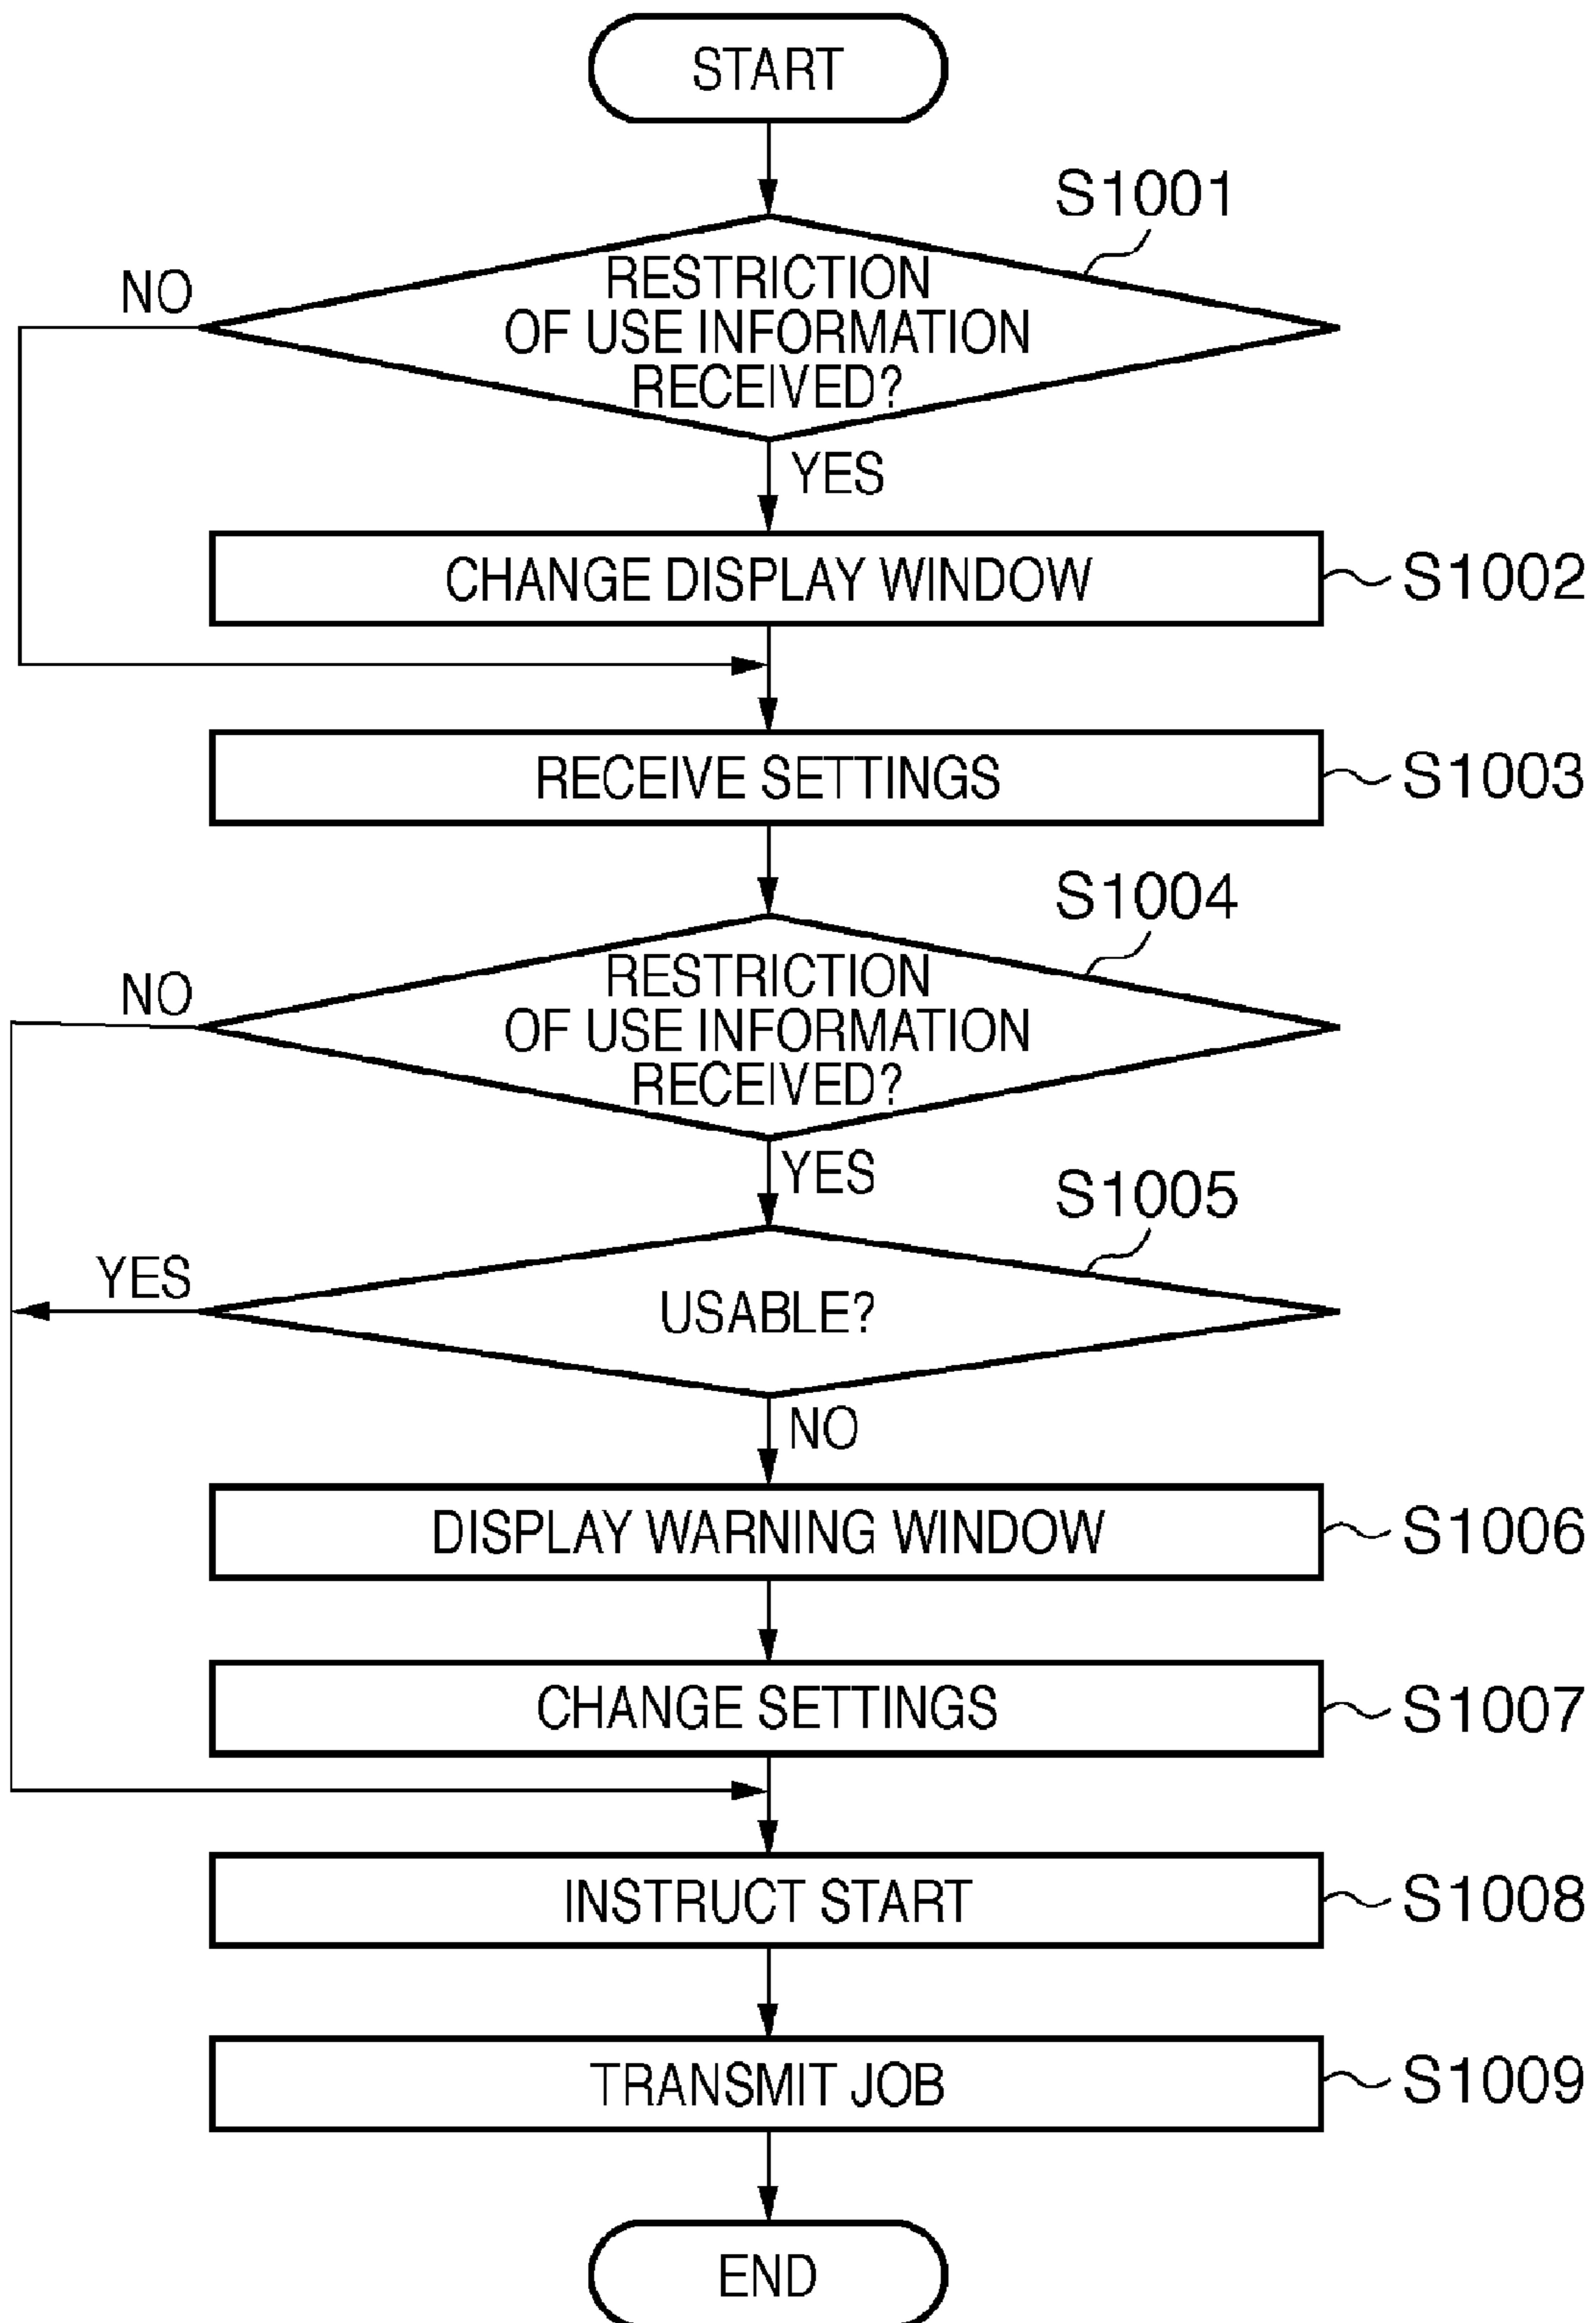 START
S1001
NO
RESTRICTION
OF USE INFORMATION
RECEIVED?
YES
CHANGE DISPLAY WINDOW
S1002
RECEIVE SETTINGS
S1003
S1004
NO
RESTRICTION
OF USE INFORMATION
RECEIVED?
YES
S1005
YES
USABLE?
NO
DISPLAY WARNING WINDOW
S1006
CHANGE SETTINGS
S1007
INSTRUCT START
S1008
TRANSMIT JOB
S1009
END